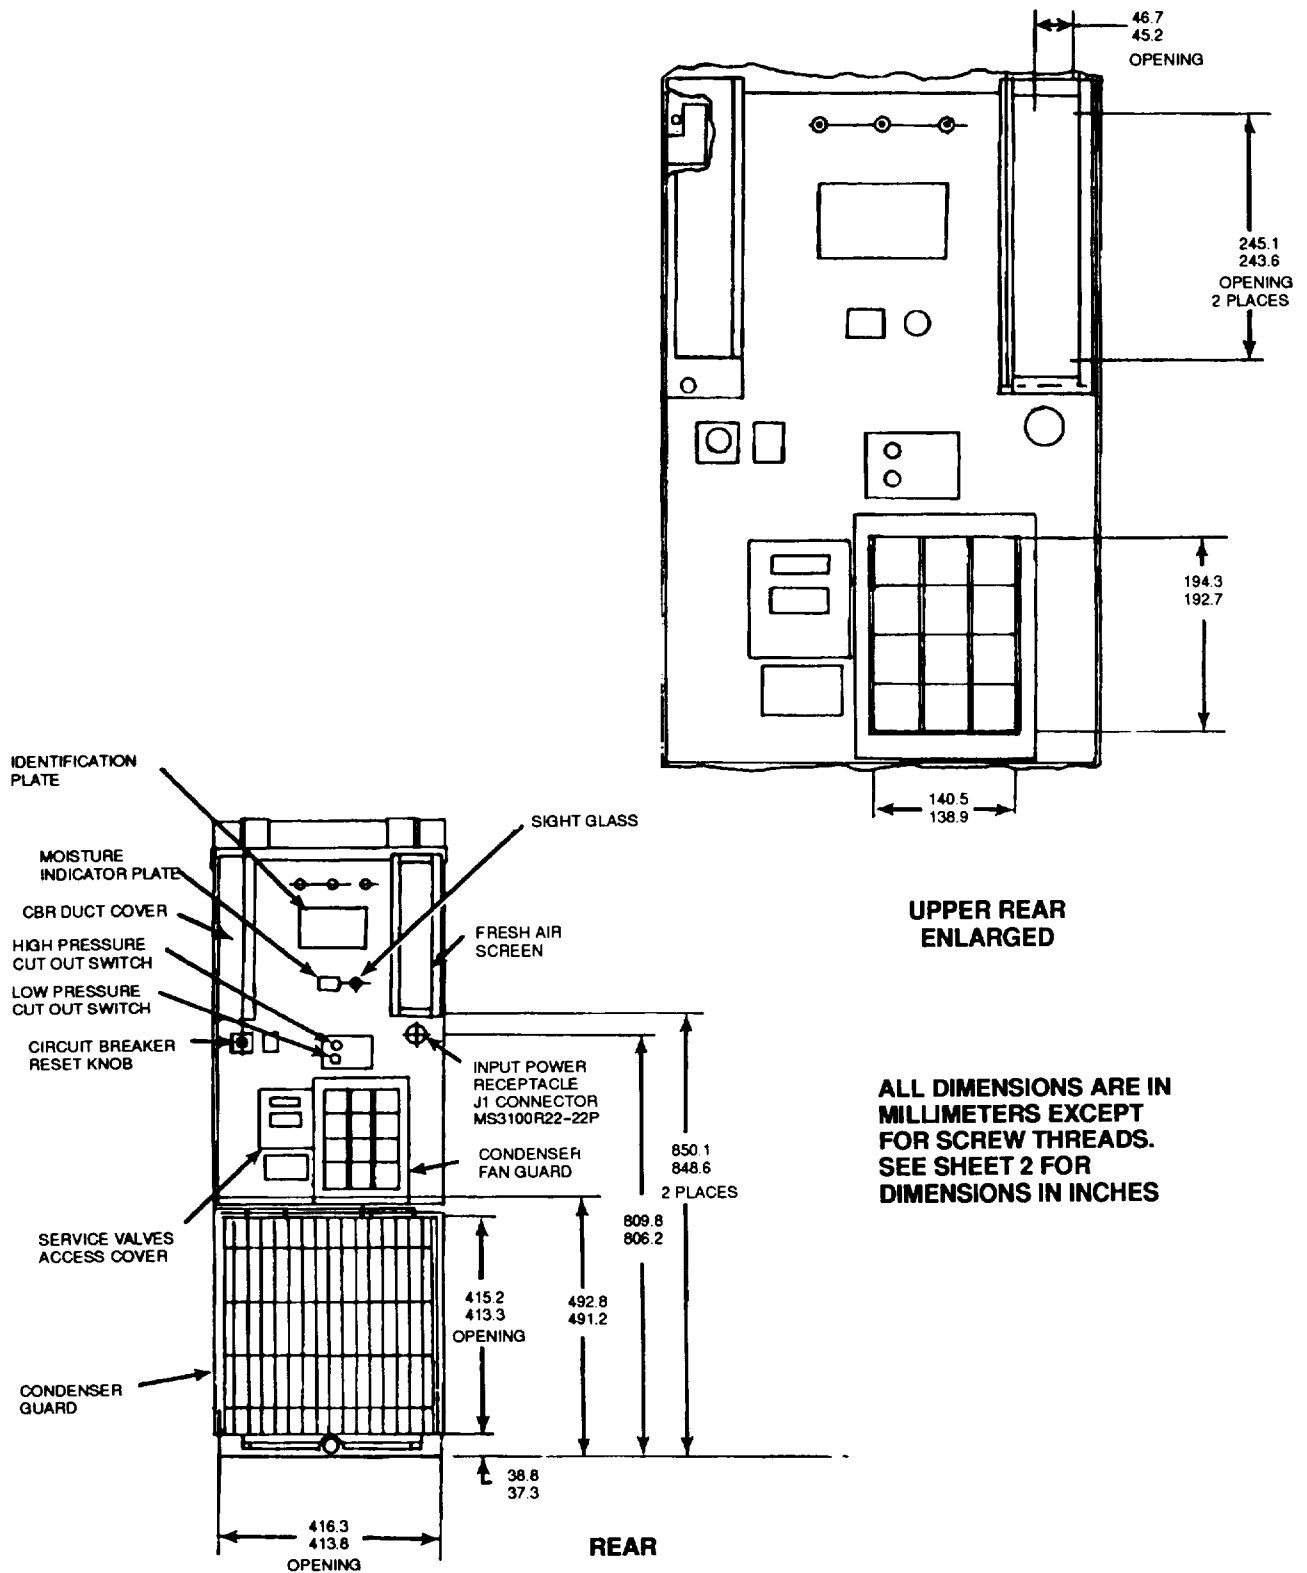 46.7
45.2
OPENING
245.1
243.6
OPENING
2 PLACES
194.3
192.7
140.5
138.9
UPPER REAR
ENLARGED
IDENTIFICATION
PLATE
MOISTURE
INDICATOR PLATE
CBR DUCT COVER
HIGH PRESSURE
CUT OUT SWITCH
LOW PRESSURE
CUT OUT SWITCH
CIRCUIT BREAKER
RESET KNOB
SERVICE VALVES
ACCESS COVER
CONDENSER
GUARD
SIGHT GLASS
FRESH AIR
SCREEN
INPUT POWER
RECEPTACLE
J1 CONNECTOR
MS3100R22-22P
CONDENSER
FAN GUARD
850.1
848.6
2 PLACES
809.8
806.2
492.8
491.2
415.2
413.3
OPENING
38.8
37.3
416.3
413.8
OPENING
REAR
ALL DIMENSIONS ARE IN
MILLIMETERS EXCEPT
FOR SCREW THREADS.
SEE SHEET 2 FOR
DIMENSIONS IN INCHES